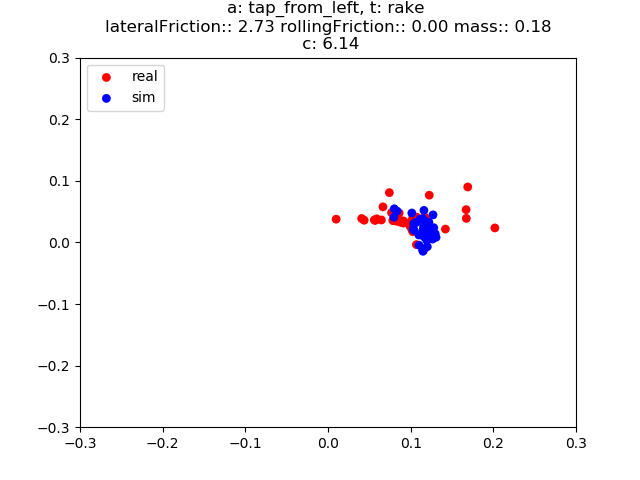 a: tap_from_left, t: rake
lateralFriction:: 2.73 rollingFriction:: 0.00 mass:: 0.18
c: 6.14
real
sim
0.3
0.2
0.1
0.0
−0.1
−0.2
−0.3
−0.3 −0.2 −0.1 0.0 0.1 0.2 0.3